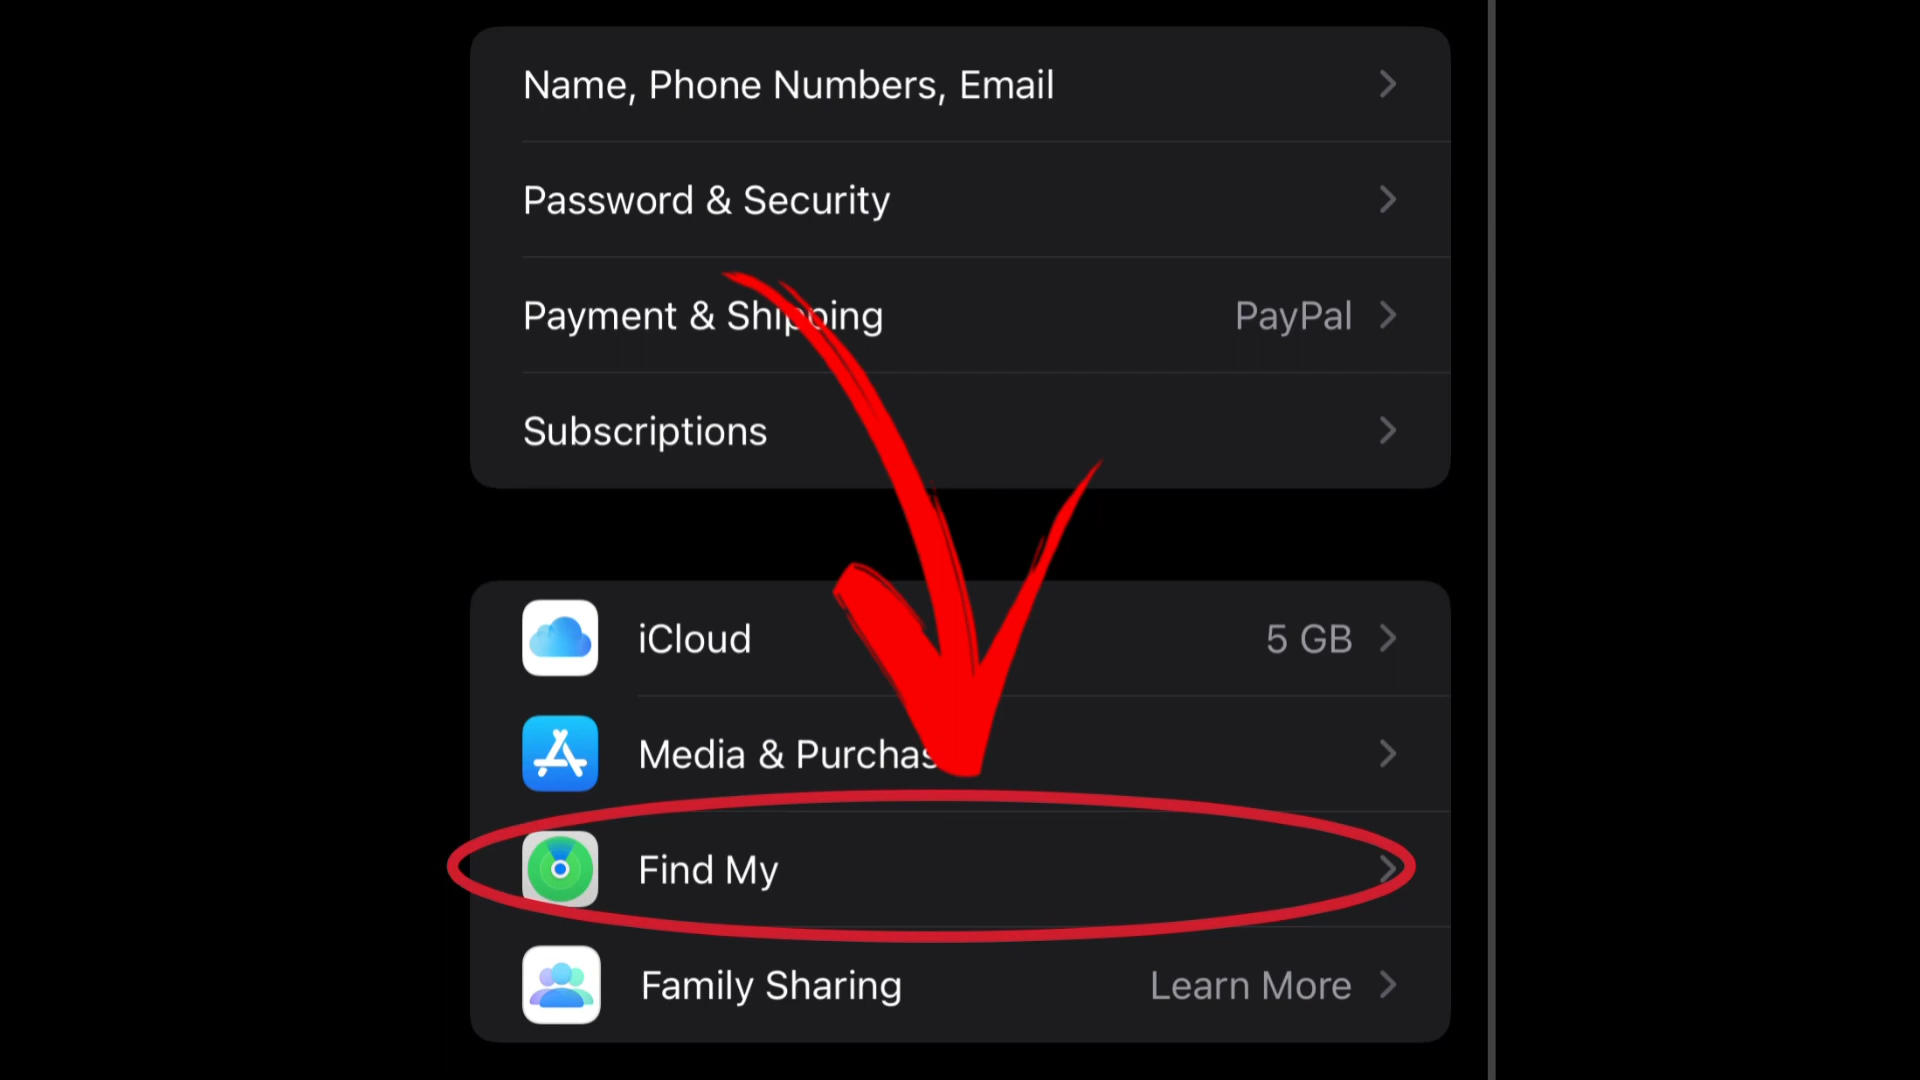 Name, Phone Numbers, Email
Password & Security
Payment & Shipping PayPal
Subscriptions
iCloud 5 GB
Media & Purchas
Find My
Family Sharing Learn More